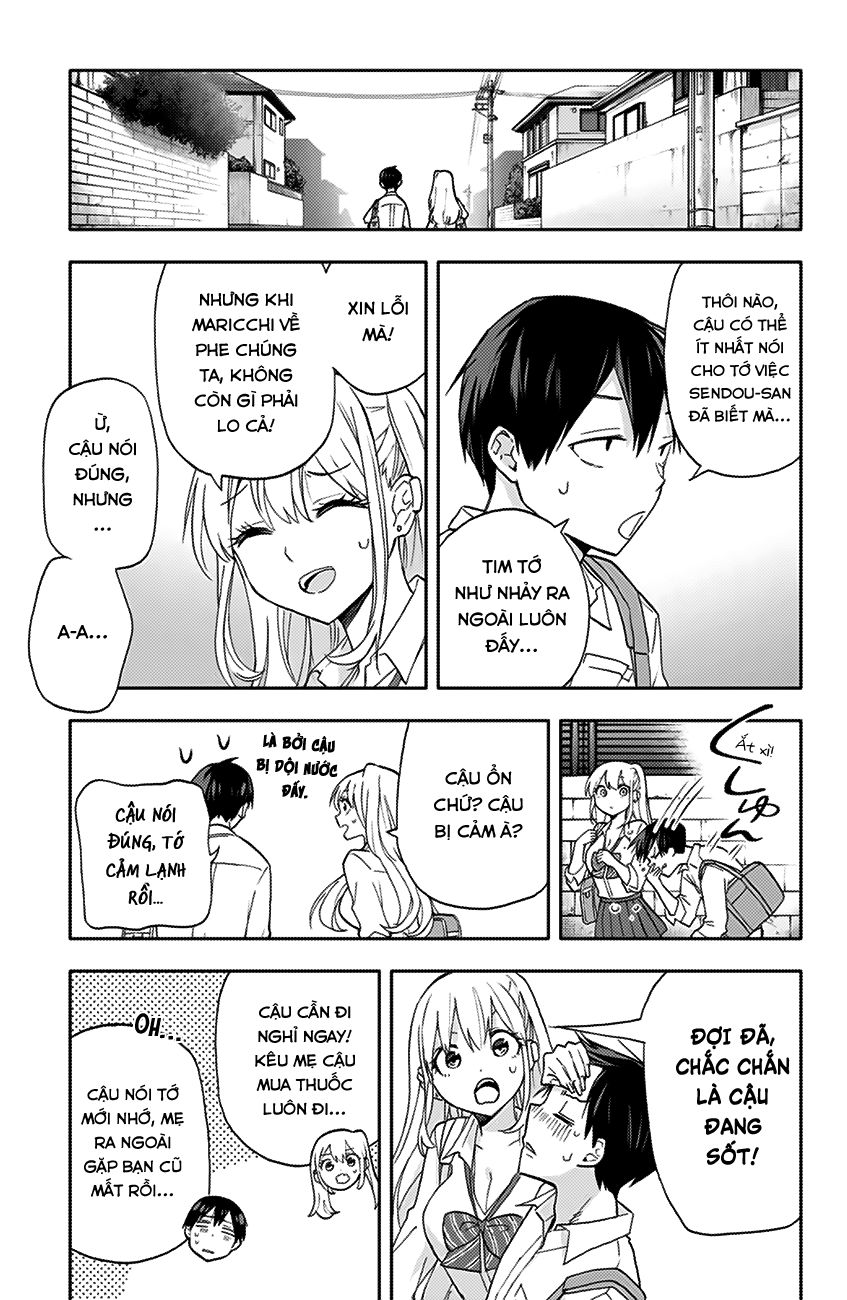 THÔI NÀO,
CẬU CÓ THỂ
ÍT NHẤT NÓI
CHO TỚ VIỆC
SENDOU-SAN
ĐÃ BIẾT MÀ...
TIM TỚ
NHƯ NHẢY RA
NGOÀI LUÔN
ĐẤY...
XIN LỖI
MÀ!
NHƯNG KHI
MARICCHI VỀ
PHE CHÚNG
TA, KHÔNG
CÒN GÌ PHẢI
LO CẢ!
Ừ,
CẬU NÓI
ĐÚNG,
NHƯNG
...
A-A...
Ắt xì!
くしゅん
CẬU ỔN
CHỨ? CẬU
BỊ CẢM À?
LÀ BỞI CẬU
BỊ DỘI NƯỚC
ĐẤY.
CẬU NÓI
ĐÚNG, TỚ
CẢM LẠNH
RỒI...
ĐỢI ĐÃ,
CHẮC CHẮN
LÀ CẬU
ĐANG
SỐT!
CẬU CẦN ĐI
NGHỈ NGAY!
KÊU MẸ CẬU
MUA THUỐC
LUÔN ĐI...
OH...
CẬU NÓI TỚ
MỚI NHỚ, MẸ
RA NGOÀI
GẶP BẠN CŨ
MẤT RỒI...